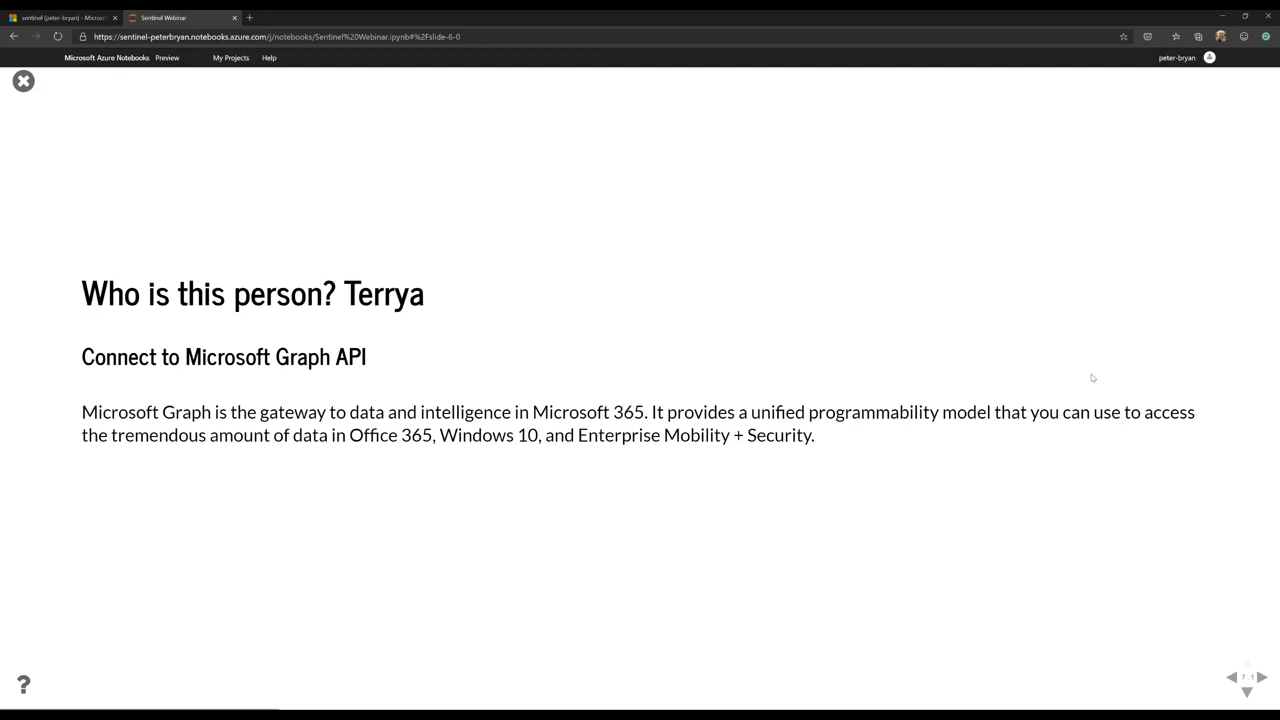 sentinel (peter-bryan) - Microso
Sentinel Webinar
https://sentinel-peterbryan.notebooks.azure.com/j/notebooks/Sentinel%20Webinar.ipynb#%2Fslide-6-0
Microsoft Azure Notebooks Preview My Projects Help peter-bryan
Who is this person? Terrya
Connect to Microsoft Graph API
Microsoft Graph is the gateway to data and intelligence in Microsoft 365. It provides a unified programmability model that you can use to access
the tremendous amount of data in Office 365, Windows 10, and Enterprise Mobility + Security.
?
7.1